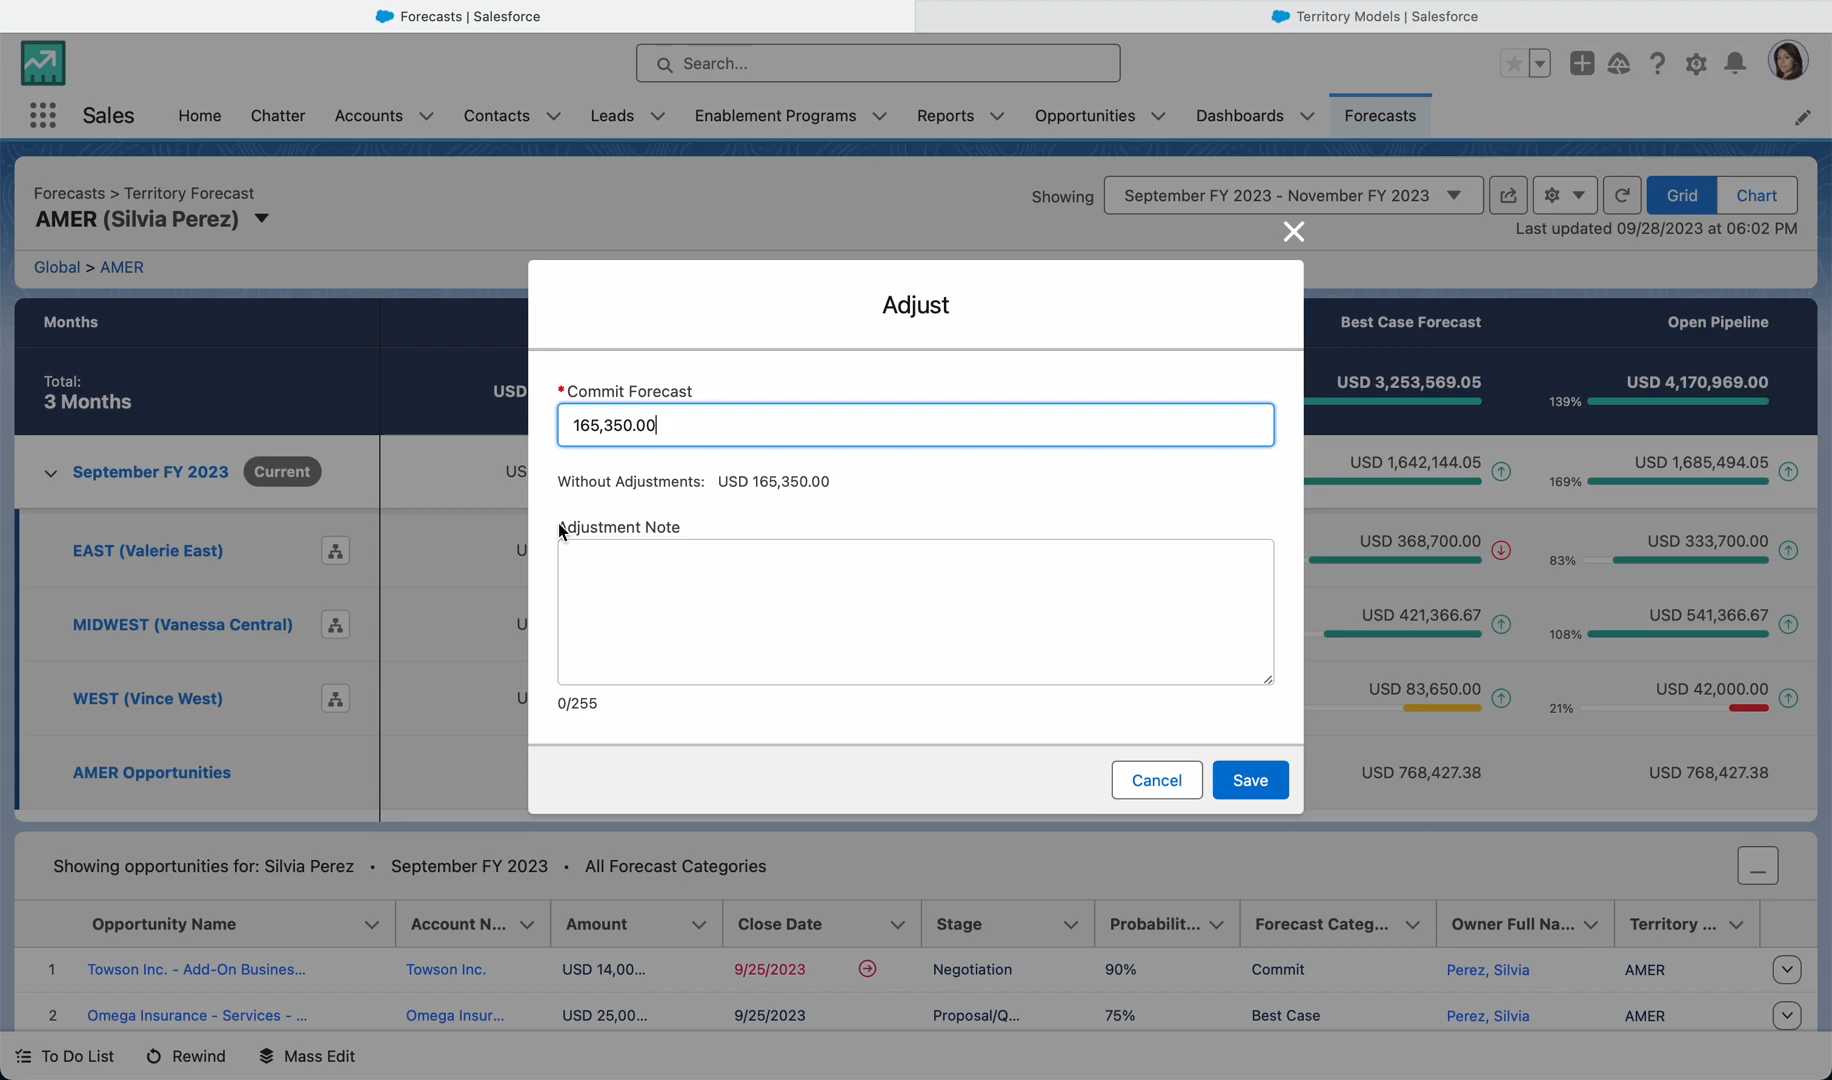 Forecasts | Salesforce
Territory Models | Salesforce
Search...
Sales
Home
Chatter
Accounts
Contacts
Leads
Enablement Programs
Reports
Opportunities
Dashboards
Forecasts
Forecasts > Territory Forecast
AMER (Silvia Perez)
Showing
September FY 2023 - November FY 2023
Grid
Chart
Last updated 09/28/2023 at 06:02 PM
Global > AMER
Months
Best Case Forecast
Open Pipeline
Total:
3 Months
USD
USD 3,253,569.05
139%
USD 4,170,969.00
September FY 2023
Current
US
USD 1,642,144.05
169%
USD 1,685,494.05
EAST (Valerie East)
U
USD 368,700.00
83%
USD 333,700.00
MIDWEST (Vanessa Central)
U
USD 421,366.67
108%
USD 541,366.67
WEST (Vince West)
U
USD 83,650.00
21%
USD 42,000.00
AMER Opportunities
USD 768,427.38
USD 768,427.38
Adjust
*Commit Forecast
165,350.00
Without Adjustments: USD 165,350.00
Adjustment Note
0/255
Cancel
Save
Showing opportunities for: Silvia Perez • September FY 2023 • All Forecast Categories
Opportunity Name
Account N...
Amount
Close Date
Stage
Probabilit...
Forecast Categ...
Owner Full Na...
Territory ...
1 Towson Inc. - Add-On Busines... Towson Inc. USD 14,00... 9/25/2023 Negotiation 90% Commit Perez, Silvia AMER
2 Omega Insurance - Services - ... Omega Insur... USD 25,00... 9/25/2023 Proposal/Q... 75% Best Case Perez, Silvia AMER
To Do List
Rewind
Mass Edit